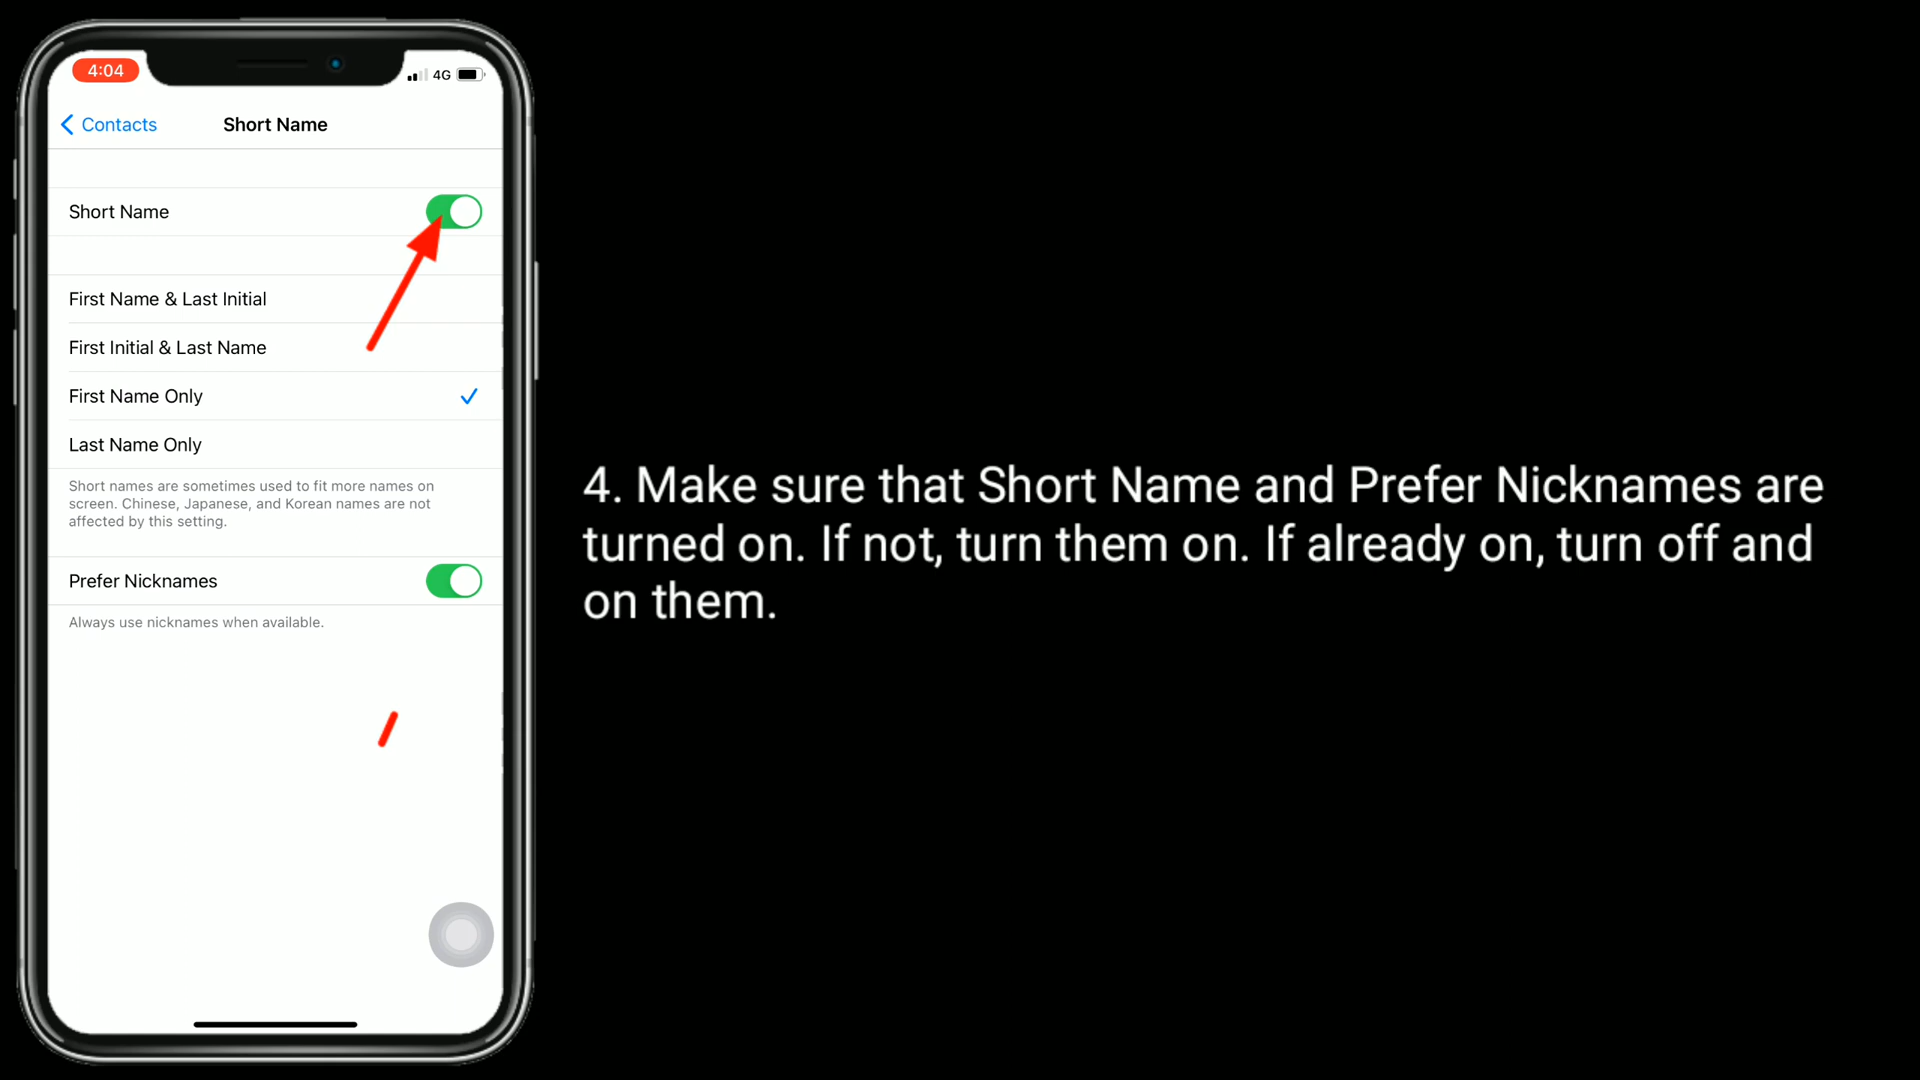 4:04
4G
Contacts
Short Name
Short Name
First Name & Last Initial
First Initial & Last Name
First Name Only
Last Name Only
Short names are sometimes used to fit more names on
screen. Chinese, Japanese, and Korean names are not
affected by this setting.
Prefer Nicknames
Always use nicknames when available.
4. Make sure that Short Name and Prefer Nicknames are
turned on. If not, turn them on. If already on, turn off and
on them.